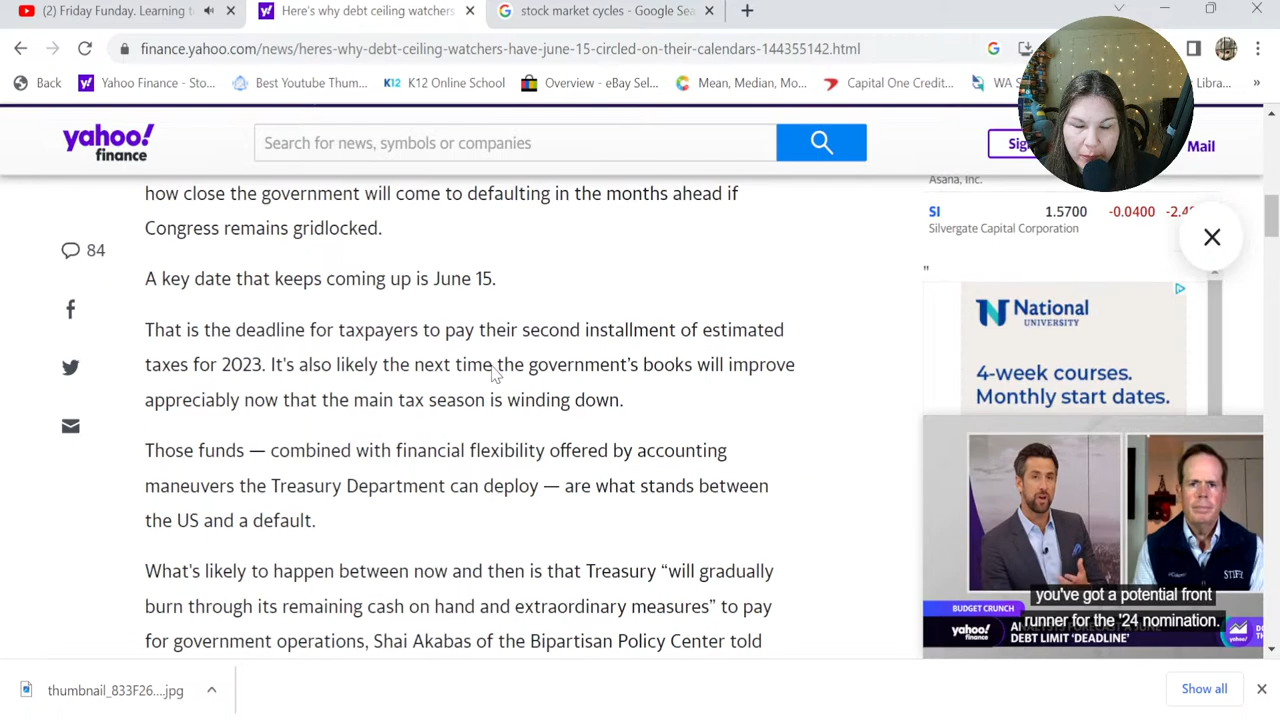 (2) Friday Funday. Learning t
Here's why debt ceiling watchers
stock market cycles - Google Sea
finance.yahoo.com/news/heres-why-debt-ceiling-watchers-have-june-15-circled-on-their-calendars-144355142.html
Back
Yahoo Finance - Sto...
Best Youtube Thum...
K12 K12 Online School
Overview - eBay Sel...
Mean, Median, Mo...
Capital One Credit...
WA S
Libra...
yahoo!
finance
Search for news, symbols or companies
Sig
Mail
how close the government will come to defaulting in the months ahead if
Congress remains gridlocked.
84
A key date that keeps coming up is June 15.
That is the deadline for taxpayers to pay their second installment of estimated
taxes for 2023. It's also likely the next time the government's books will improve
appreciably now that the main tax season is winding down.
Those funds — combined with financial flexibility offered by accounting
maneuvers the Treasury Department can deploy — are what stands between
the US and a default.
What's likely to happen between now and then is that Treasury “will gradually
burn through its remaining cash on hand and extraordinary measures” to pay
for government operations, Shai Akabas of the Bipartisan Policy Center told
Asana, Inc.
SI 1.5700 -0.0400 -2.4
Silvergate Capital Corporation
"
National
UNIVERSITY
4-week courses.
Monthly start dates.
STIFEL
you've got a potential front
runner for the '24 nomination.
BUDGET CRUNCH
yahoo!
finance
DEBT LIMIT 'DEADLINE'
thumbnail_833F26....jpg
Show all